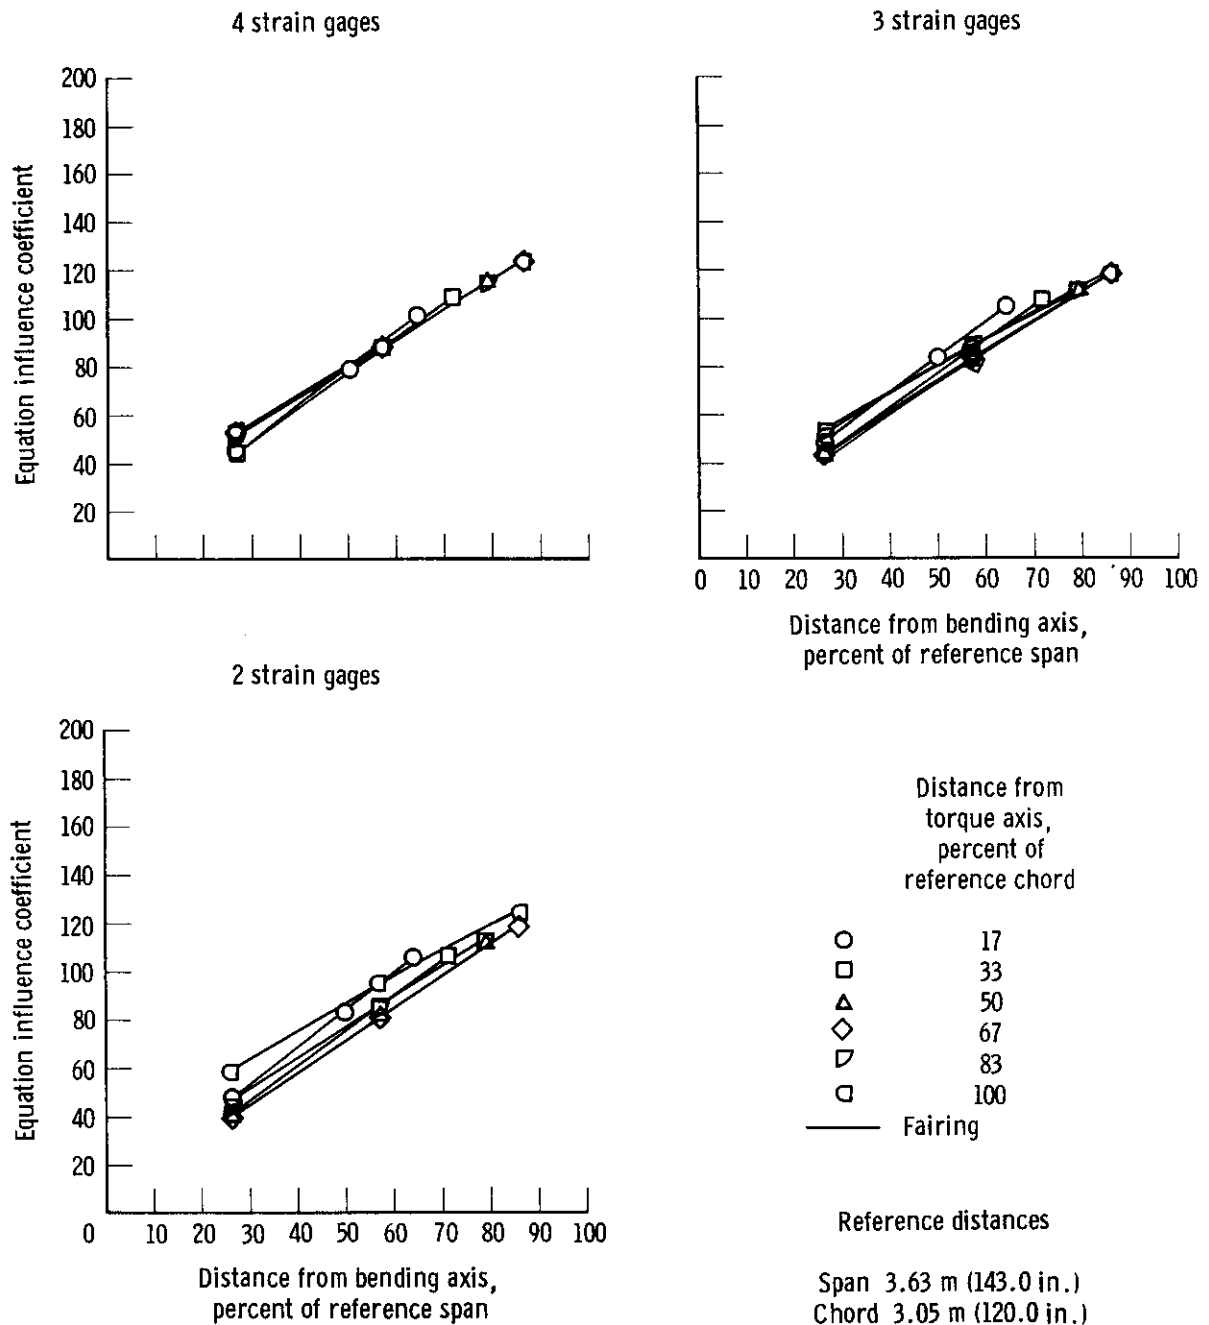 4 strain gages
3 strain gages
200
180
160
140
120
100
80
60
40
20
Equation influence coefficient
0 10 20 30 40 50 60 70 80 90 100
Distance from bending axis,
percent of reference span
2 strain gages
200
180
160
140
120
100
80
60
40
20
Equation influence coefficient
0 10 20 30 40 50 60 70 80 90 100
Distance from bending axis,
percent of reference span
Distance from
torque axis,
percent of
reference chord
17
33
50
67
83
100
Fairing
Reference distances
Span 3.63 m (143.0 in.)
Chord 3.05 m (120.0 in.)